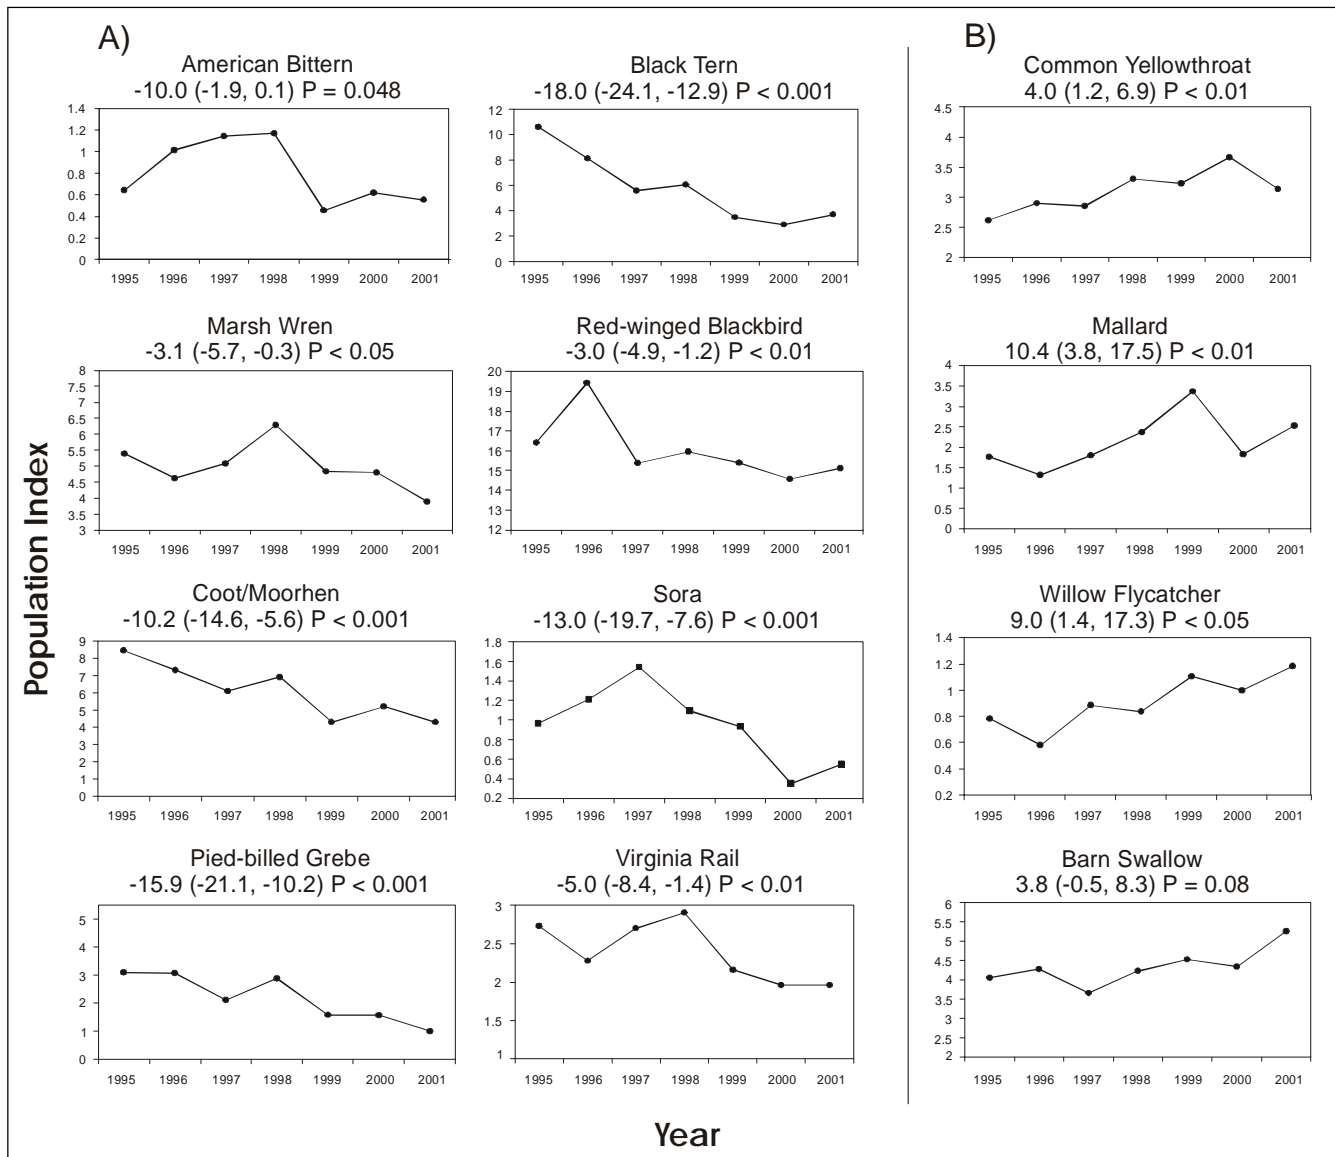 A)
B)
American Bittern
-10.0 (-1.9, 0.1) P = 0.048
1.4
1.2
1
0.8
0.6
0.4
0.2
0
1995 1996 1997 1998 1999 2000 2001
Black Tern
-18.0 (-24.1, -12.9) P < 0.001
12
10
8
6
4
2
0
1995 1996 1997 1998 1999 2000 2001
Common Yellowthroat
4.0 (1.2, 6.9) P < 0.01
4.5
4
3.5
3
2.5
2
1995 1996 1997 1998 1999 2000 2001
Marsh Wren
-3.1 (-5.7, -0.3) P < 0.05
8
7.5
7
6.5
6
5.5
5
4.5
4
3.5
3
1995 1996 1997 1998 1999 2000 2001
Red-winged Blackbird
-3.0 (-4.9, -1.2) P < 0.01
20
19
18
17
16
15
14
13
12
1995 1996 1997 1998 1999 2000 2001
Mallard
10.4 (3.8, 17.5) P < 0.01
4
3.5
3
2.5
2
1.5
1
0.5
0
1995 1996 1997 1998 1999 2000 2001
Coot/Moorhen
-10.2 (-14.6, -5.6) P < 0.001
9
8
7
6
5
4
3
2
1
0
1995 1996 1997 1998 1999 2000 2001
Sora
-13.0 (-19.7, -7.6) P < 0.001
1.8
1.6
1.4
1.2
1
0.8
0.6
0.4
0.2
1995 1996 1997 1998 1999 2000 2001
Willow Flycatcher
9.0 (1.4, 17.3) P < 0.05
1.4
1.2
1
0.8
0.6
0.4
0.2
1995 1996 1997 1998 1999 2000 2001
Pied-billed Grebe
-15.9 (-21.1, -10.2) P < 0.001
5
4
3
2
1
0
1995 1996 1997 1998 1999 2000 2001
Virginia Rail
-5.0 (-8.4, -1.4) P < 0.01
3
2.5
2
1.5
1
1995 1996 1997 1998 1999 2000 2001
Barn Swallow
3.8 (-0.5, 8.3) P = 0.08
6
5.5
5
4.5
4
3.5
3
2.5
2
1995 1996 1997 1998 1999 2000 2001
Population Index
Year